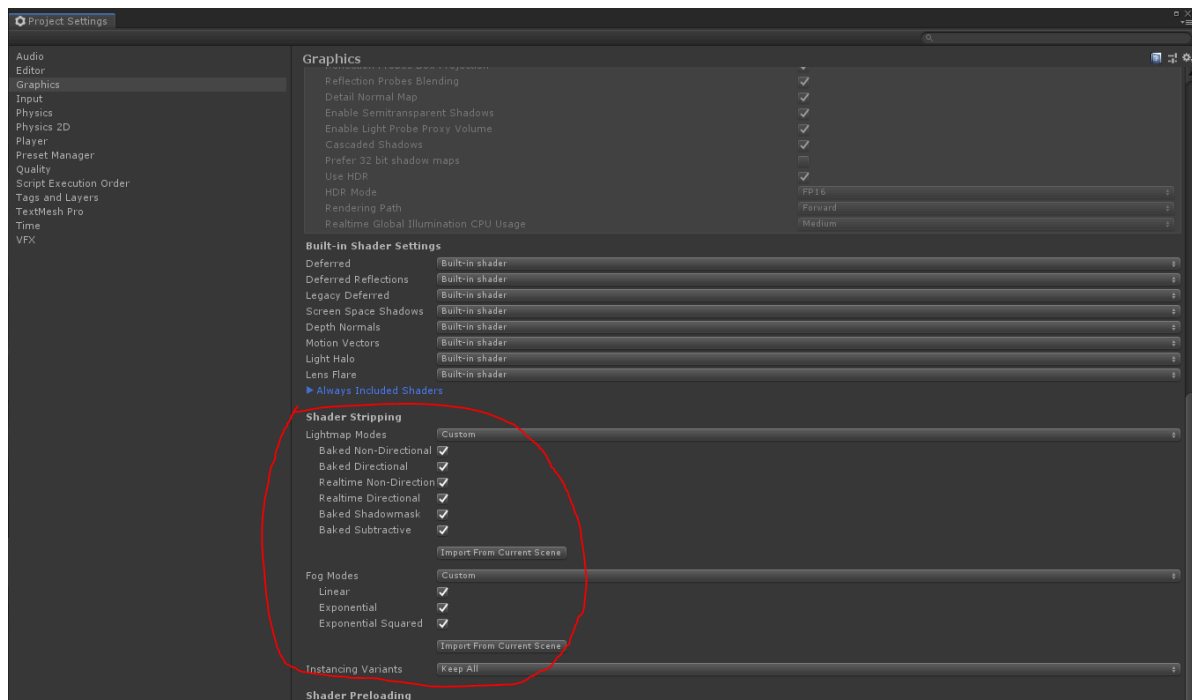 Project Settings
Audio
Editor
Graphics
Input
Physics
Physics 2D
Player
Preset Manager
Quality
Script Execution Order
Tags and Layers
TextMesh Pro
Time
VFX
Graphics
Reflection Probes Blending
Detail Normal Map
Enable Semitransparent Shadows
Enable Light Probe Proxy Volume
Cascaded Shadows
Prefer 32 bit shadow maps
Use HDR
HDR Mode FP16
Rendering Path Forward
Realtime Global Illumination CPU Usage Medium
Built-in Shader Settings
Deferred Built-in shader
Deferred Reflections Built-in shader
Legacy Deferred Built-in shader
Screen Space Shadows Built-in shader
Depth Normals Built-in shader
Motion Vectors Built-in shader
Light Halo Built-in shader
Lens Flare Built-in shader
Always Included Shaders
Shader Stripping
Lightmap Modes Custom
Baked Non-Directional
Baked Directional
Realtime Non-Direction
Realtime Directional
Baked Shadowmask
Baked Subtractive
Import From Current Scene
Fog Modes Custom
Linear
Exponential
Exponential Squared
Import From Current Scene
Instancing Variants Keep All
Shader Preloading